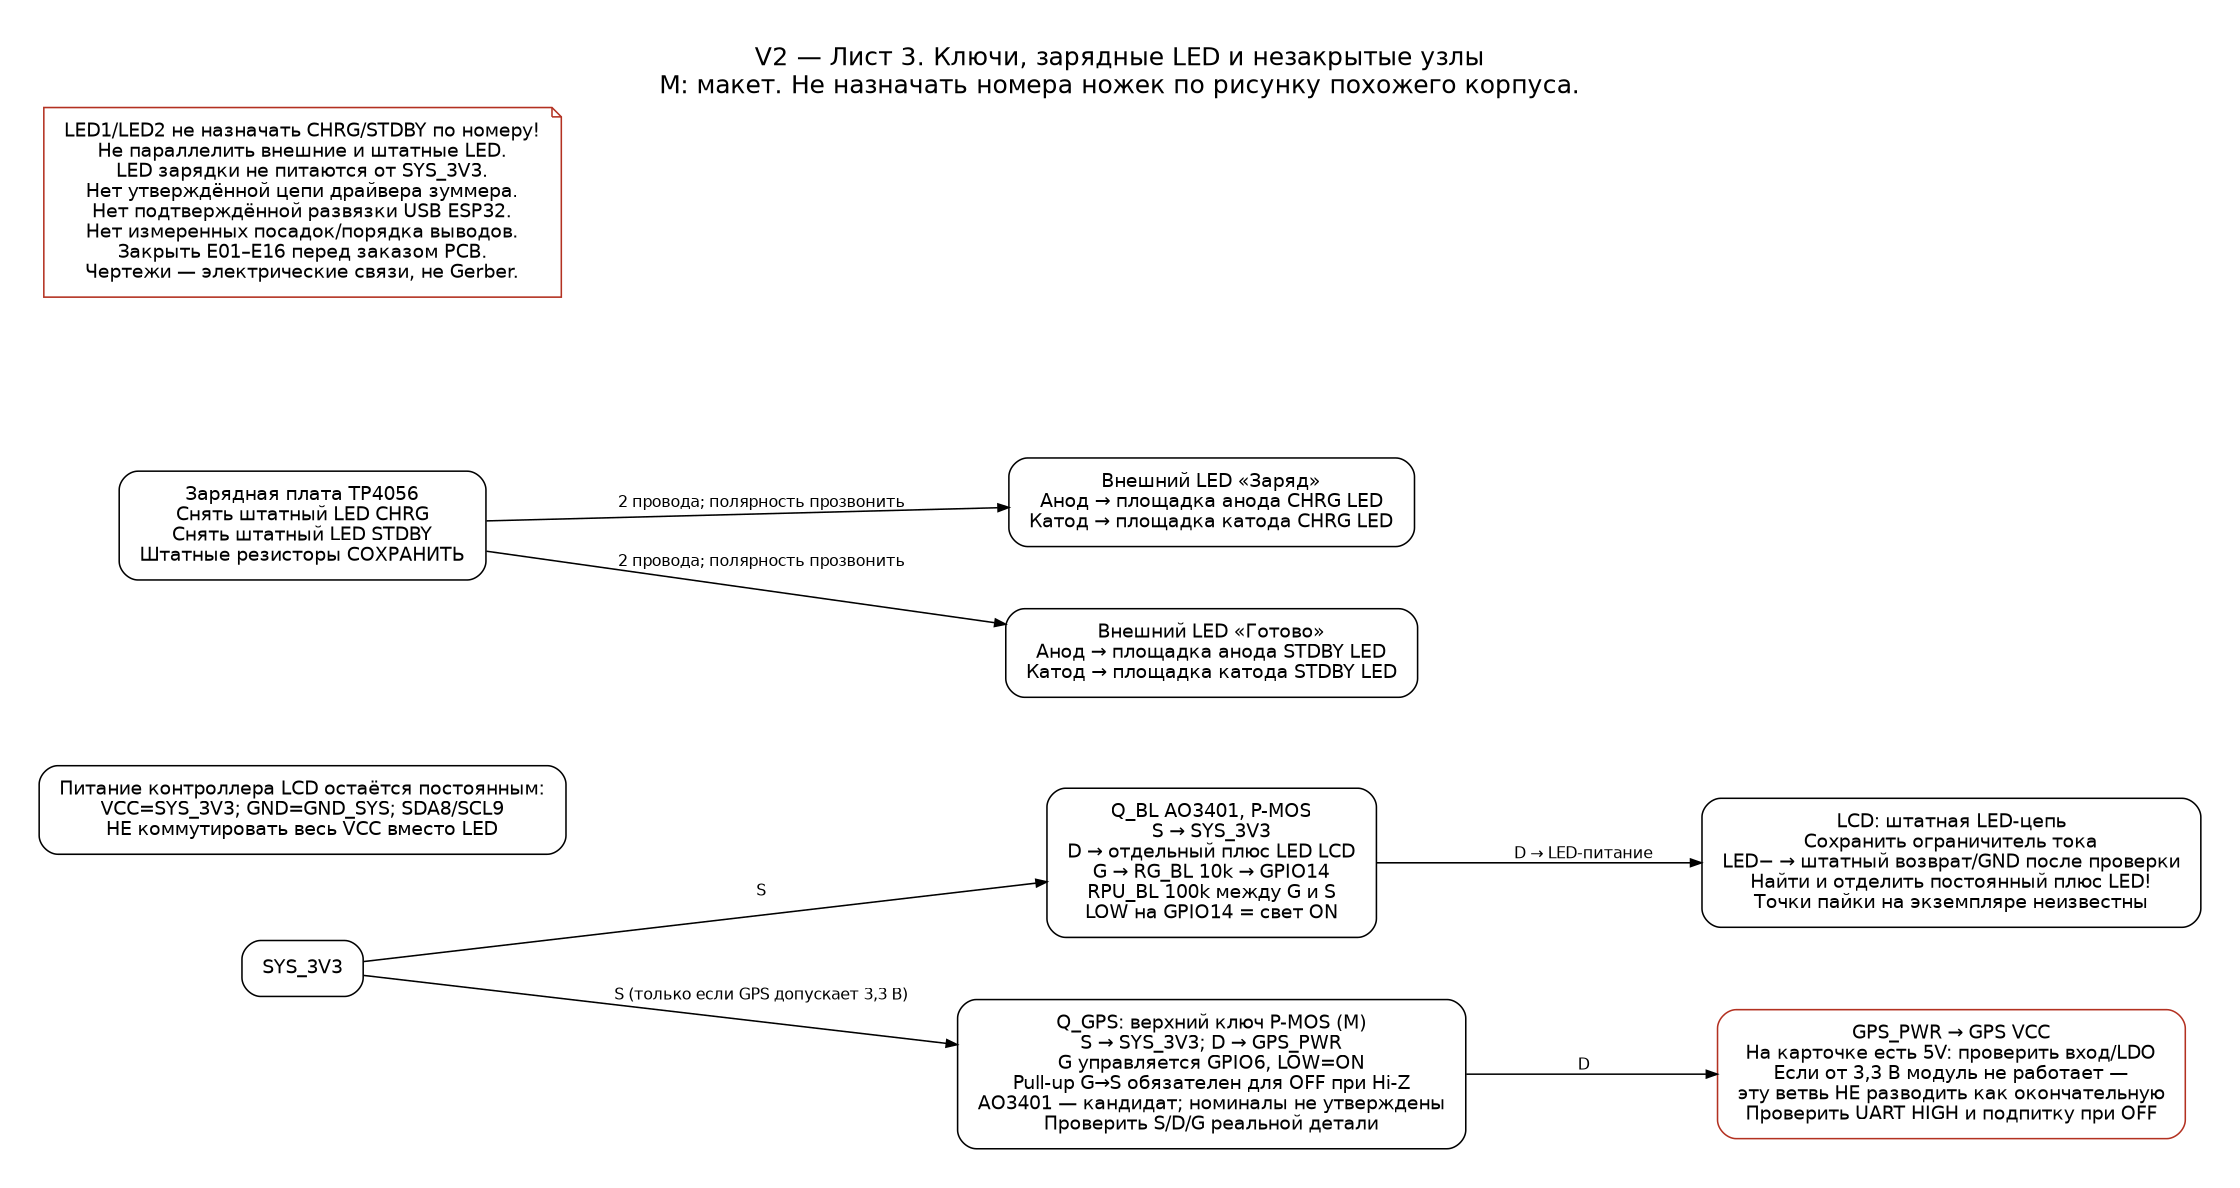 V2 — Лист 3. Ключи, зарядные LED и незакрытые узлы
M: макет. Не назначать номера ножек по рисунку похожего корпуса.
LED1/LED2 не назначать CHRG/STDBY по номеру!
Не параллелить внешние и штатные LED.
LED зарядки не питаются от SYS_3V3.
Нет утверждённой цепи драйвера зуммера.
Нет подтверждённой развязки USB ESP32.
Нет измеренных посадок/порядка выводов.
Закрыть E01–E16 перед заказом PCB.
Чертежи — электрические связи, не Gerber.
Зарядная плата TP4056
Снять штатный LED CHRG
Снять штатный LED STDBY
Штатные резисторы СОХРАНИТЬ
2 провода; полярность прозвонить
2 провода; полярность прозвонить
Внешний LED «Заряд»
Анод → площадка анода CHRG LED
Катод → площадка катода CHRG LED
Внешний LED «Готово»
Анод → площадка анода STDBY LED
Катод → площадка катода STDBY LED
Питание контроллера LCD остаётся постоянным:
VCC=SYS_3V3; GND=GND_SYS; SDA8/SCL9
НЕ коммутировать весь VCC вместо LED
SYS_3V3
S
S (только если GPS допускает 3,3 В)
Q_BL AO3401, P-MOS
S → SYS_3V3
D → отдельный плюс LED LCD
G → RG_BL 10k → GPIO14
RPU_BL 100k между G и S
LOW на GPIO14 = свет ON
D → LED-питание
LCD: штатная LED-цепь
Сохранить ограничитель тока
LED− → штатный возврат/GND после проверки
Найти и отделить постоянный плюс LED!
Точки пайки на экземпляре неизвестны
Q_GPS: верхний ключ P-MOS (M)
S → SYS_3V3; D → GPS_PWR
G управляется GPIO6, LOW=ON
Pull-up G→S обязателен для OFF при Hi-Z
AO3401 — кандидат; номиналы не утверждены
Проверить S/D/G реальной детали
D
GPS_PWR → GPS VCC
На карточке есть 5V: проверить вход/LDO
Если от 3,3 В модуль не работает —
эту ветвь НЕ разводить как окончательную
Проверить UART HIGH и подпитку при OFF